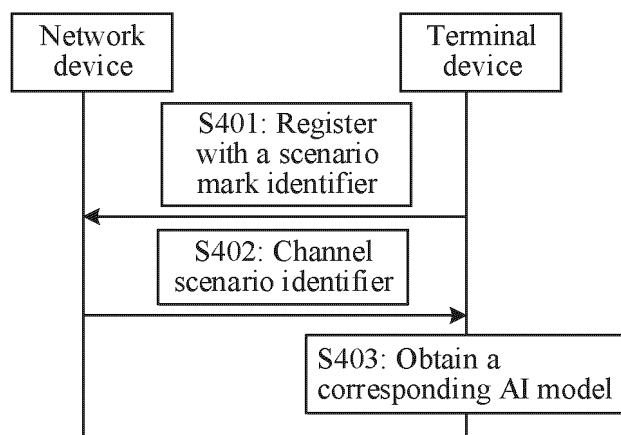 Network
device
Terminal
device
S401: Register
with a scenario
mark identifier
S402: Channel
scenario identifier
S403: Obtain a
corresponding AI model